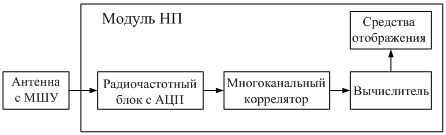 Модуль НП
Средства
отображения
Антенна
с МШУ
Радиочастотный
блок с АЦП
Многоканальный
коррелятор
Вычислитель